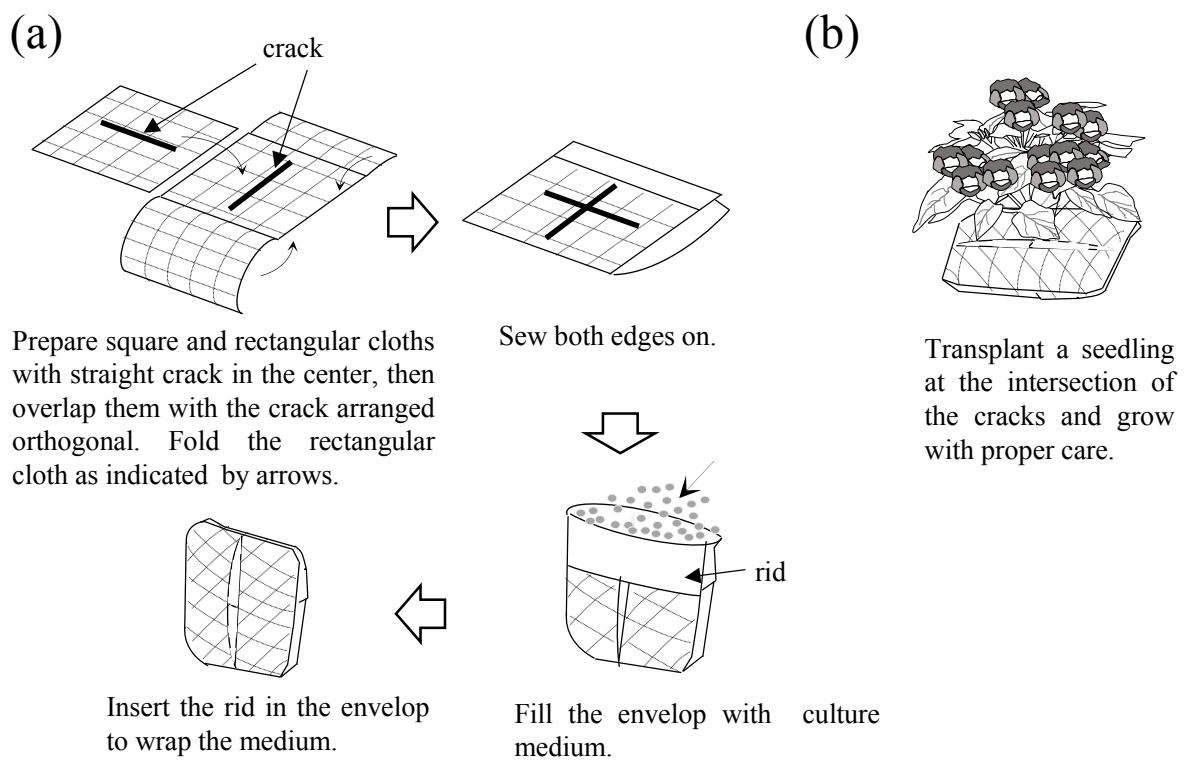 (a)
crack
Prepare square and rectangular cloths
with straight crack in the center, then
overlap them with the crack arranged
orthogonal. Fold the rectangular
cloth as indicated by arrows.
Sew both edges on.
rid
Fill the envelop with culture
medium.
Insert the rid in the envelop
to wrap the medium.
(b)
Transplant a seedling
at the intersection of
the cracks and grow
with proper care.